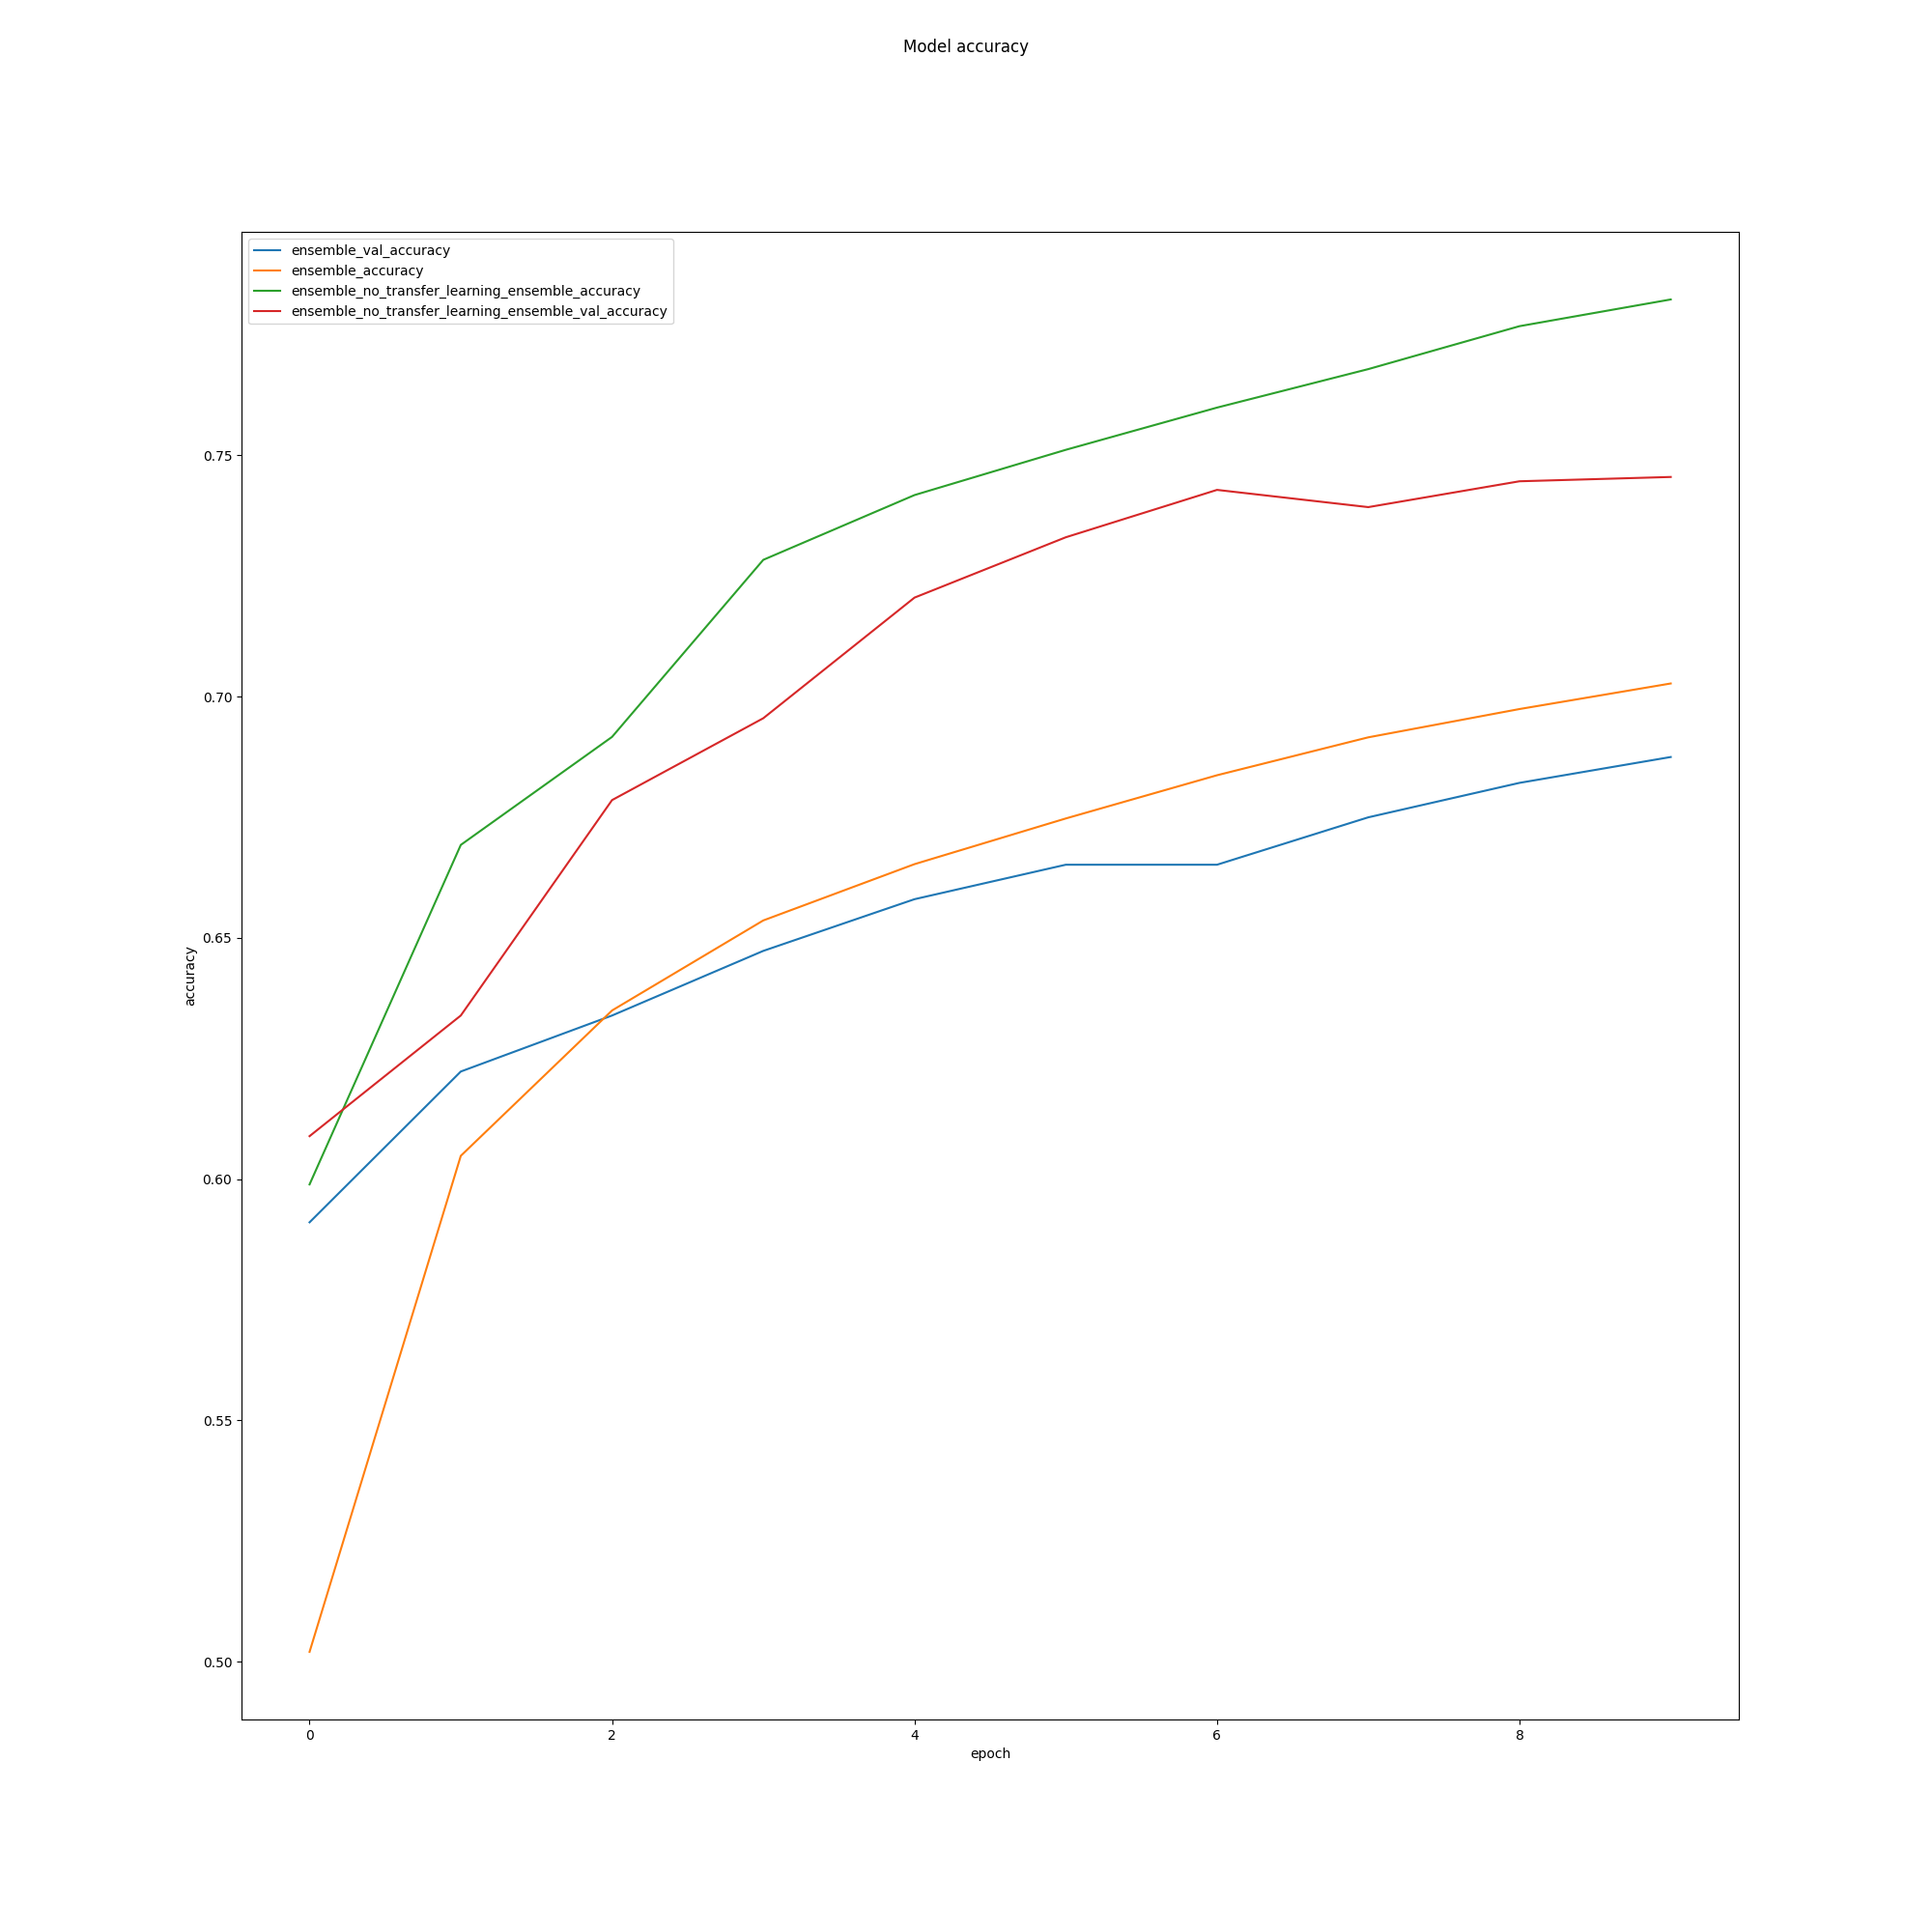 Model accuracy
ensemble_val_accuracy
ensemble_accuracy
ensemble_no_transfer_learning_ensemble_accuracy
ensemble_no_transfer_learning_ensemble_val_accuracy
0.75
0.70
0.65
0.60
0.55
0.50
accuracy
0 2 4 6 8
epoch